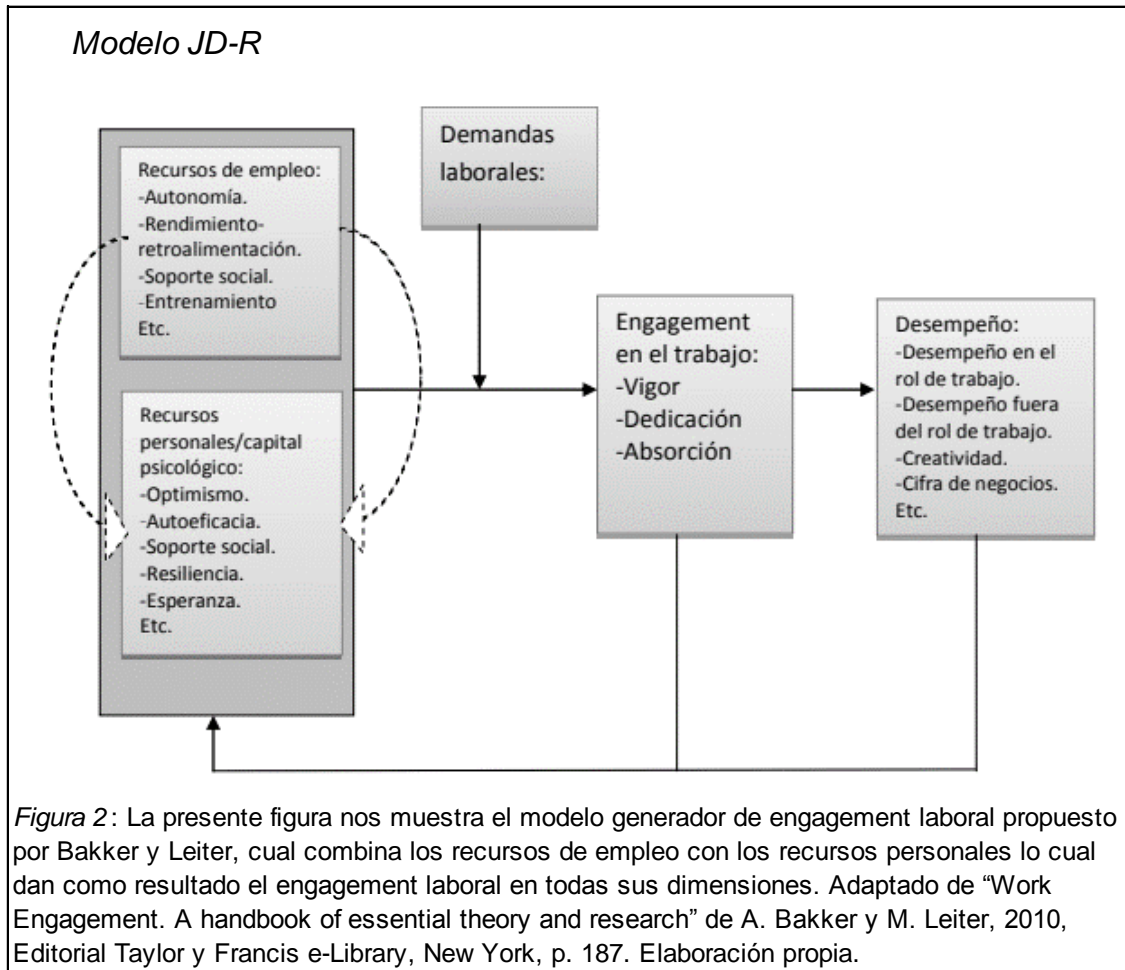 Modelo JD-R
Recursos de empleo:
-Autonomía.
-Rendimiento-
retroalimentación.
-Soporte social.
-Entrenamiento
Etc.
Recursos
personales/capital
psicológico:
-Optimismo.
-Autoeficacia.
-Soporte social.
-Resiliencia.
-Esperanza.
Etc.
Demandas
laborales:
Engagement
en el trabajo:
-Vigor
-Dedicación
-Absorción
Desempeño:
-Desempeño en el
rol de trabajo.
-Desempeño fuera
del rol de trabajo.
-Creatividad.
-Cifra de negocios.
Etc.
Figura 2: La presente figura nos muestra el modelo generador de engagement laboral propuesto
por Bakker y Leiter, cual combina los recursos de empleo con los recursos personales lo cual
dan como resultado el engagement laboral en todas sus dimensiones. Adaptado de “Work
Engagement. A handbook of essential theory and research” de A. Bakker y M. Leiter, 2010,
Editorial Taylor y Francis e-Library, New York, p. 187. Elaboración propia.